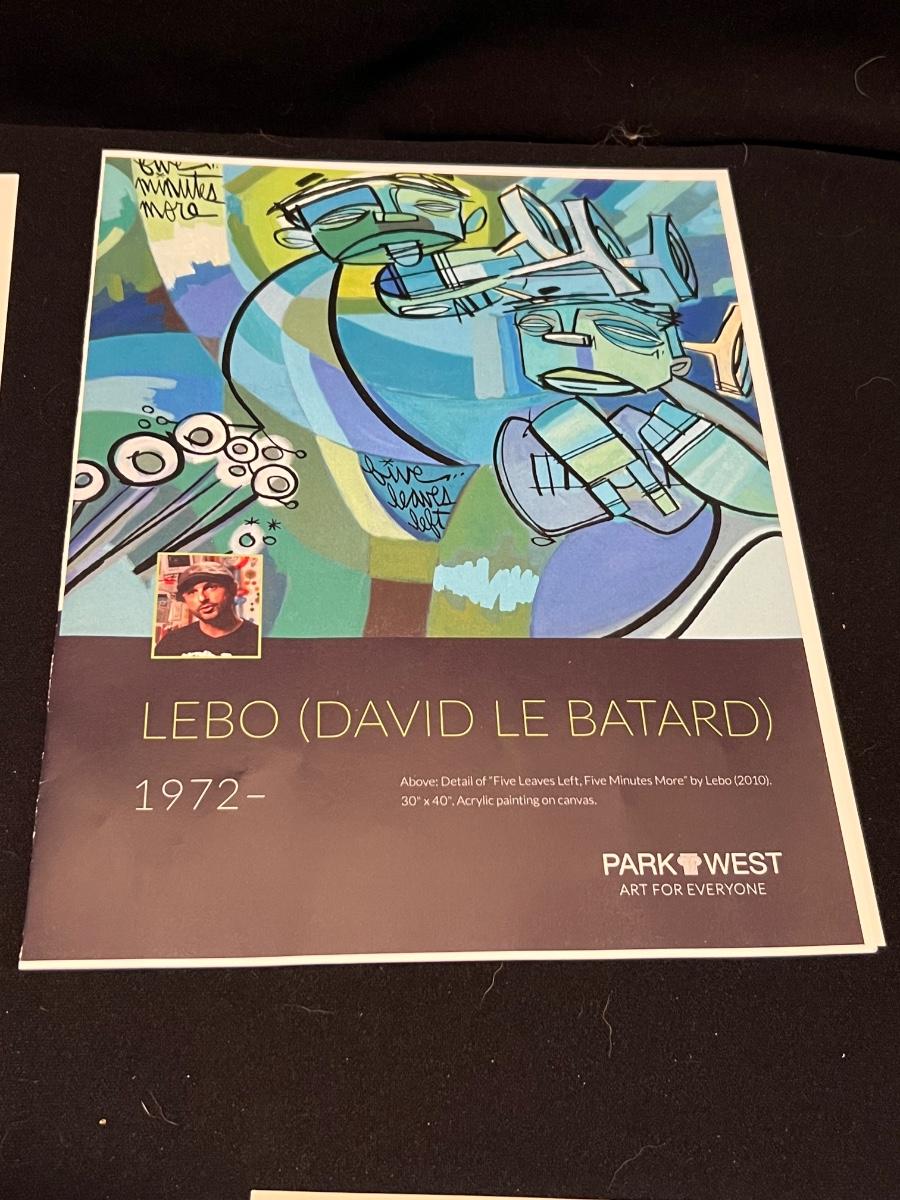 five...
minutes
more
five...
leaves
left
LEBO (DAVID LE BATARD)
1972–
Above: Detail of "Five Leaves Left, Five Minutes More" by Lebo (2010).
30" x 40". Acrylic painting on canvas.
PARK WEST
ART FOR EVERYONE